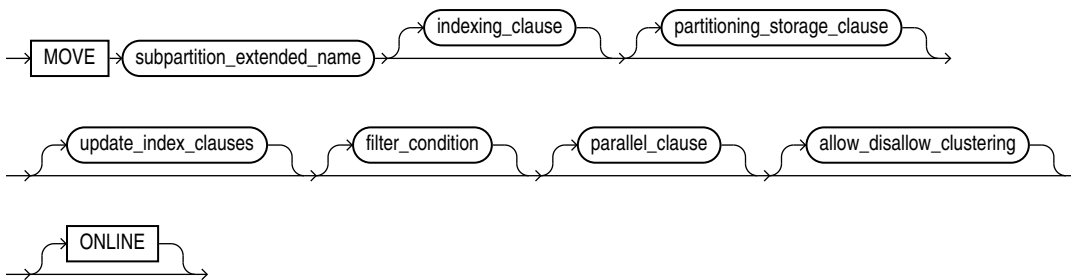 MOVE subpartition_extended_name indexing_clause partitioning_storage_clause
update_index_clauses filter_condition parallel_clause allow_disallow_clustering
ONLINE